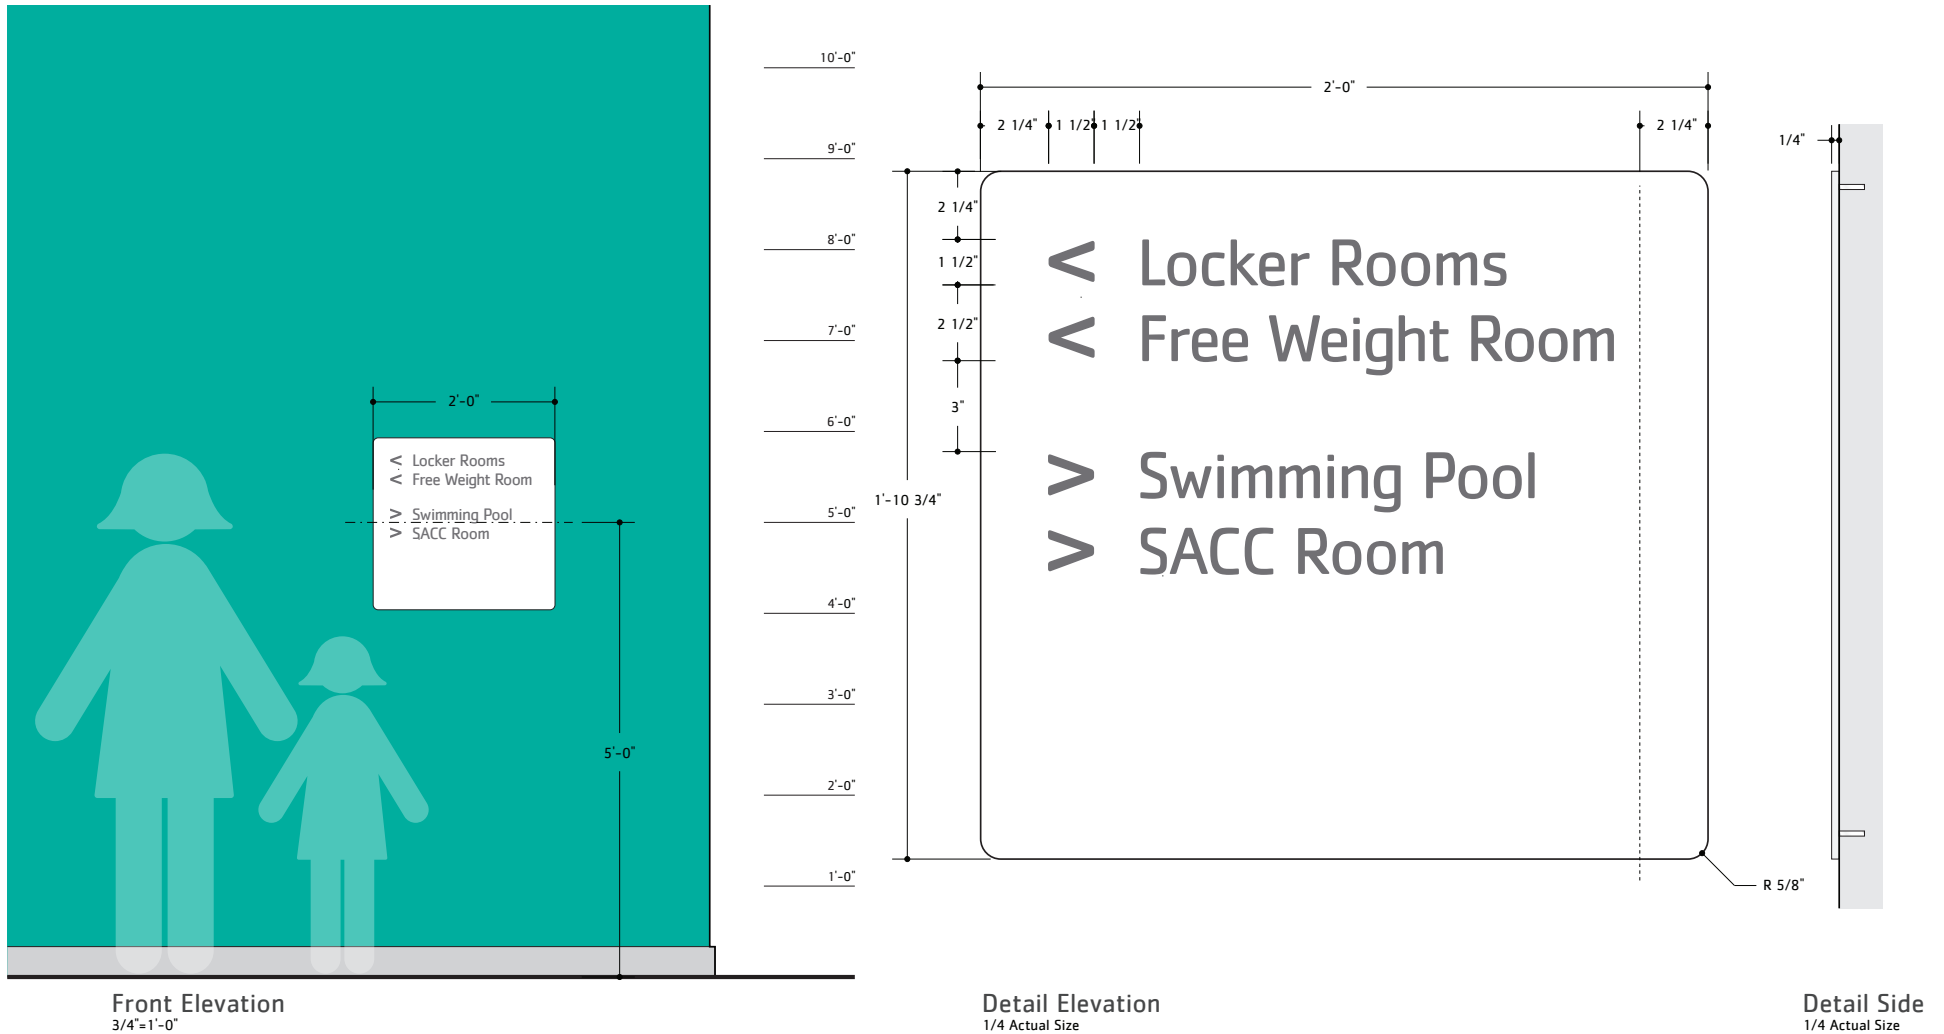 2'-0"
< Locker Rooms
< Free Weight Room
> Swimming Pool
> SACC Room
5'-0"
Front Elevation
3/4"=1'-0"
10'-0"
9'-0"
8'-0"
7'-0"
6'-0"
5'-0"
4'-0"
3'-0"
2'-0"
1'-0"
2'-0"
2 1/4" 1 1/2" 1 1/2" 2 1/4"
2 1/4"
1 1/2"
2 1/2"
3"
1'-10 3/4"
< Locker Rooms
< Free Weight Room
> Swimming Pool
> SACC Room
R 5/8"
Detail Elevation
1/4 Actual Size
1/4"
Detail Side
1/4 Actual Size